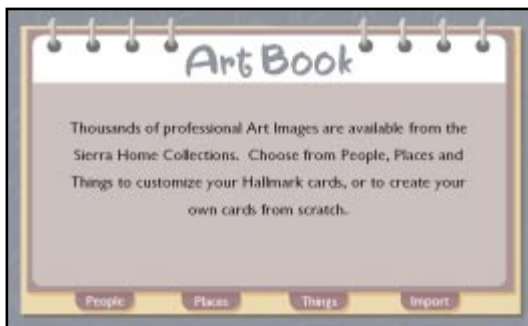 Art Book
Thousands of professional Art Images are available from the
Sierra Home Collections.  Choose from People, Places and
Things to customize your Hallmark cards, or to create your
own cards from scratch.
People Places Things Import